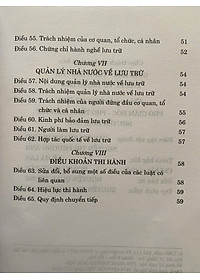 Điều 55. Trách nhiệm của cơ quan, tổ chức, cá nhân 51
Điều 56. Chứng chỉ hành nghề lưu trữ 52
Chương VII
QUẢN LÝ NHÀ NƯỚC VỀ LƯU TRỮ 54
Điều 57. Nội dung quản lý nhà nước về lưu trữ 54
Điều 58. Trách nhiệm quản lý nhà nước về lưu trữ 54
Điều 59. Trách nhiệm của người đứng đầu cơ quan, tổ
chức và cá nhân 56
Điều 60. Kinh phí bảo đảm lưu trữ 57
Điều 61. Người làm lưu trữ 57
Điều 62. Hợp tác quốc tế về lưu trữ 57
Chương VIII
ĐIỀU KHOẢN THI HÀNH 58
Điều 63. Sửa đổi, bổ sung một số điều của các luật có
liên quan 58
Điều 64. Hiệu lực thi hành 59
Điều 65. Quy định chuyển tiếp 59